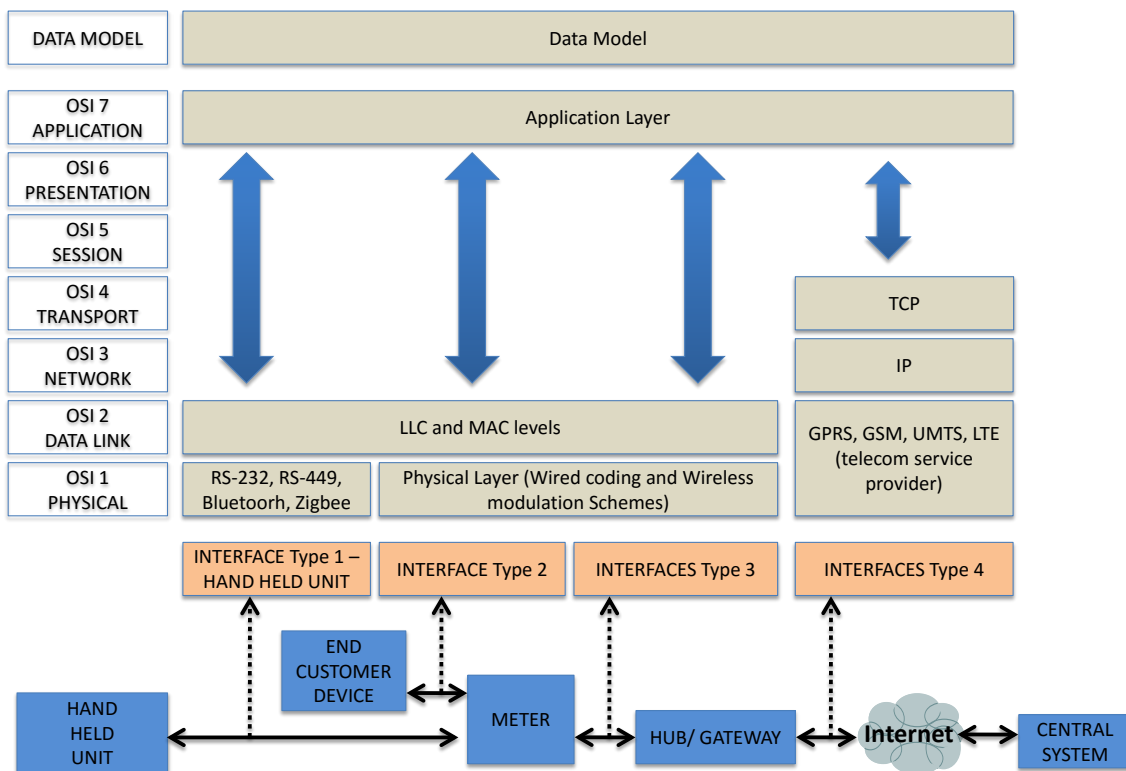 DATA MODEL
Data Model
OSI 7
APPLICATION
Application Layer
OSI 6
PRESENTATION
OSI 5
SESSION
OSI 4
TRANSPORT
TCP
OSI 3
NETWORK
IP
OSI 2
DATA LINK
LLC and MAC levels
GPRS, GSM, UMTS, LTE
(telecom service
provider)
OSI 1
PHYSICAL
RS-232, RS-449,
Bluetoorh, Zigbee
Physical Layer (Wired coding and Wireless
modulation Schemes)
INTERFACE Type 1 –
HAND HELD UNIT
INTERFACE Type 2
INTERFACES Type 3
INTERFACES Type 4
END
CUSTOMER
DEVICE
HAND
HELD
UNIT
METER
HUB/ GATEWAY
Internet
CENTRAL
SYSTEM